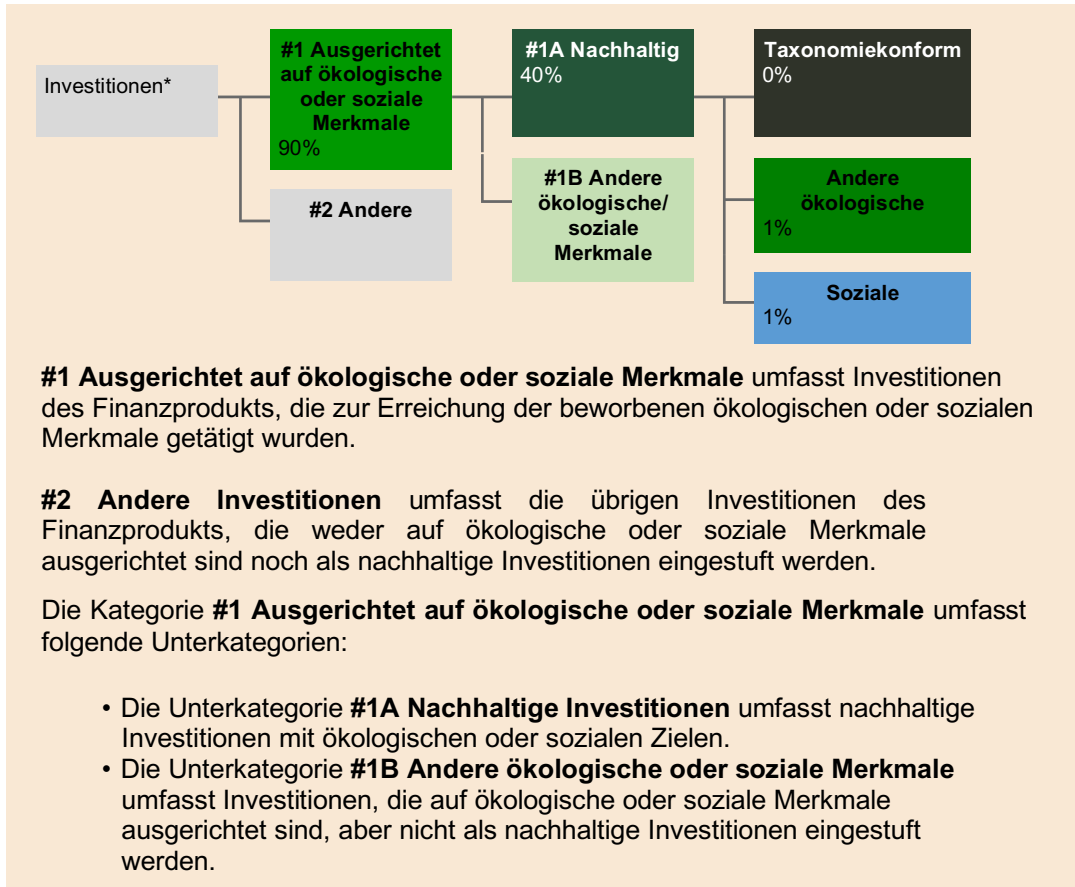 Investitionen*
#1 Ausgerichtet
auf ökologische
oder soziale
Merkmale
90%
#2 Andere
#1A Nachhaltig
40%
#1B Andere
ökologische/
soziale
Merkmale
Taxonomiekonform
0%
Andere
ökologische
1%
Soziale
1%
#1 Ausgerichtet auf ökologische oder soziale Merkmale umfasst Investitionen
des Finanzprodukts, die zur Erreichung der beworbenen ökologischen oder sozialen
Merkmale getätigt wurden.
#2 Andere Investitionen umfasst die übrigen Investitionen des
Finanzprodukts, die weder auf ökologische oder soziale Merkmale
ausgerichtet sind noch als nachhaltige Investitionen eingestuft werden.
Die Kategorie #1 Ausgerichtet auf ökologische oder soziale Merkmale umfasst
folgende Unterkategorien:
• Die Unterkategorie #1A Nachhaltige Investitionen umfasst nachhaltige
Investitionen mit ökologischen oder sozialen Zielen.
• Die Unterkategorie #1B Andere ökologische oder soziale Merkmale
umfasst Investitionen, die auf ökologische oder soziale Merkmale
ausgerichtet sind, aber nicht als nachhaltige Investitionen eingestuft
werden.